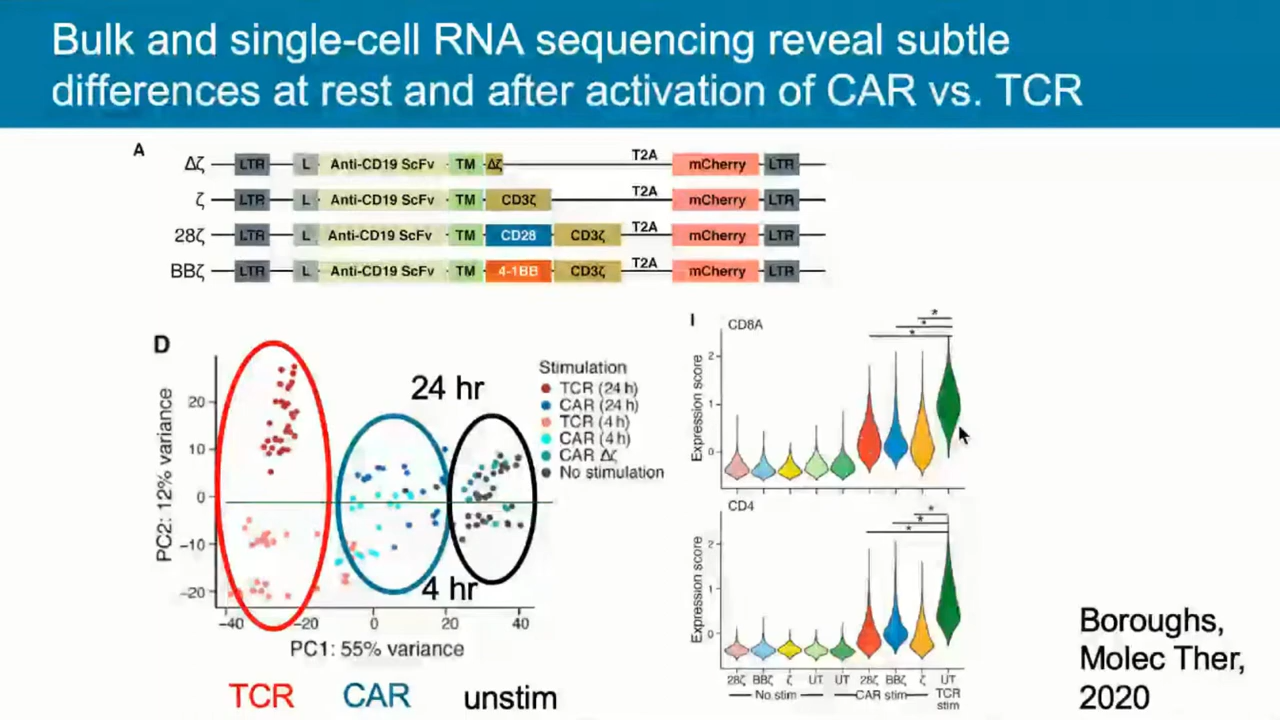 Bulk and single-cell RNA sequencing reveal subtle
differences at rest and after activation of CAR vs. TCR
A
Δζ LTR L Anti-CD19 ScFv TM Δζ T2A mCherry LTR
ζ LTR L Anti-CD19 ScFv TM CD3ζ T2A mCherry LTR
28ζ LTR L Anti-CD19 ScFv TM CD28 CD3ζ T2A mCherry LTR
BBζ LTR L Anti-CD19 ScFv TM 4-1BB CD3ζ T2A mCherry LTR
D
PC2: 12% variance
20
10
0
−10
−20
−40 −20 0 20 40
PC1: 55% variance
24 hr
4 hr
Stimulation
TCR (24 h)
CAR (24 h)
TCR (4 h)
CAR (4 h)
CAR Δζ
No stimulation
TCR CAR unstim
I
CD8A
* * *
Expression score
2
1
0
CD4
* * *
Expression score
2
1
0
28ζ BBζ ζ UT UT 28ζ BBζ ζ UT
No stim CAR stim TCR stim
Boroughs,
Molec Ther,
2020